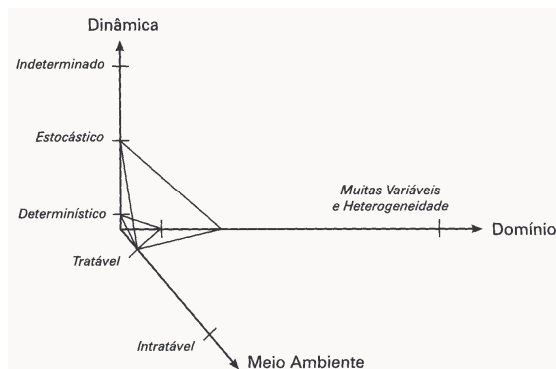 Dinâmica
Indeterminado
Estocástico
Muitas Variáveis
e Heterogeneidade
Determinístico
Domínio
Tratável
Intratável
Meio Ambiente